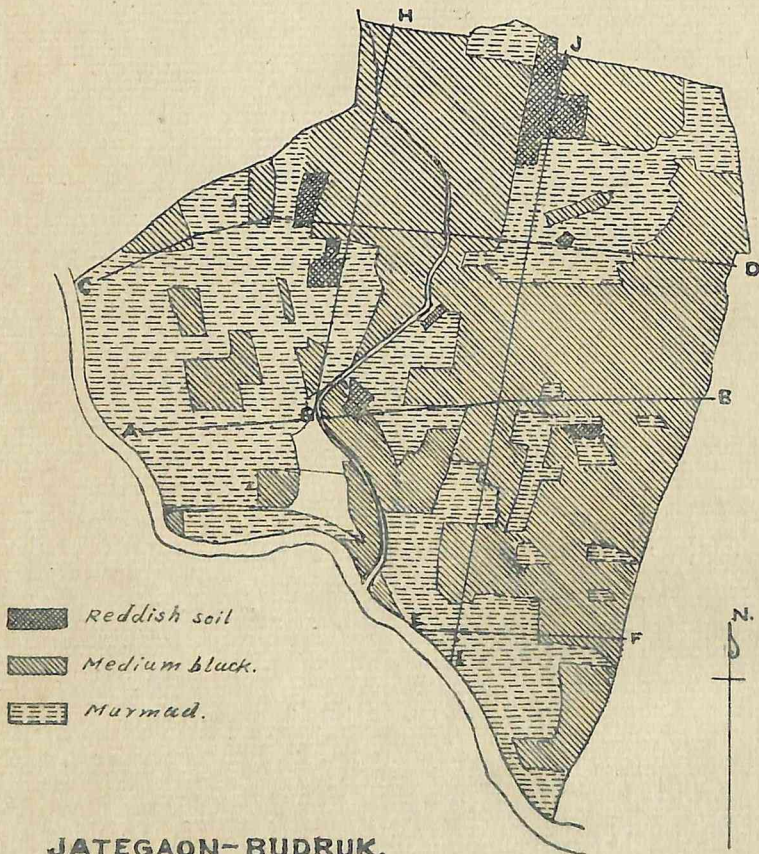 H
J
C
D
A
G
B
E
F
N.
Reddish soil
Medium black.
Murmad.
JATEGAON-BUDRUK.